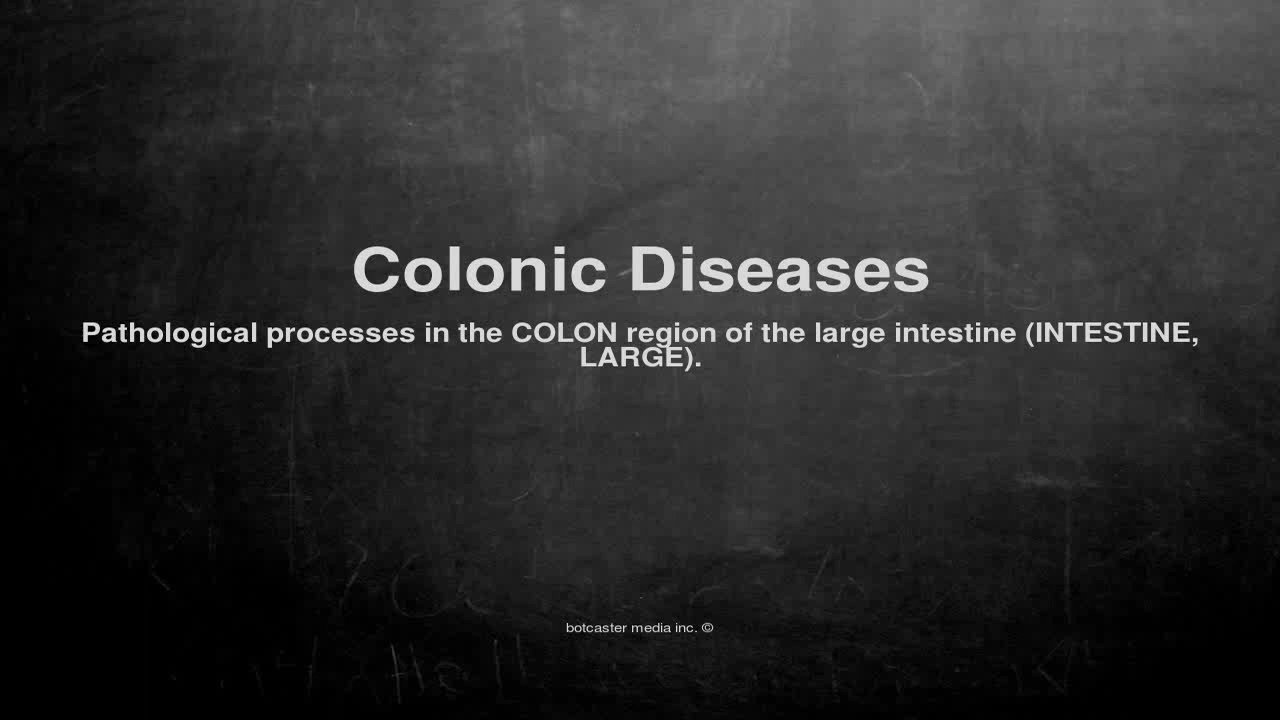 Colonic Diseases
Pathological processes in the COLON region of the large intestine (INTESTINE,
LARGE).
botcaster media inc. ©